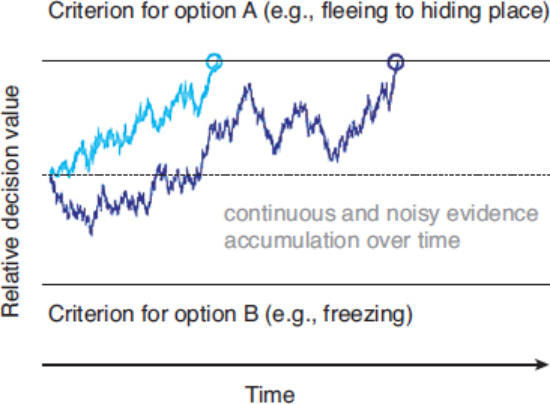 Criterion for option A (e.g., fleeing to hiding place)
Relative decision value
continuous and noisy evidence
accumulation over time
Criterion for option B (e.g., freezing)
Time